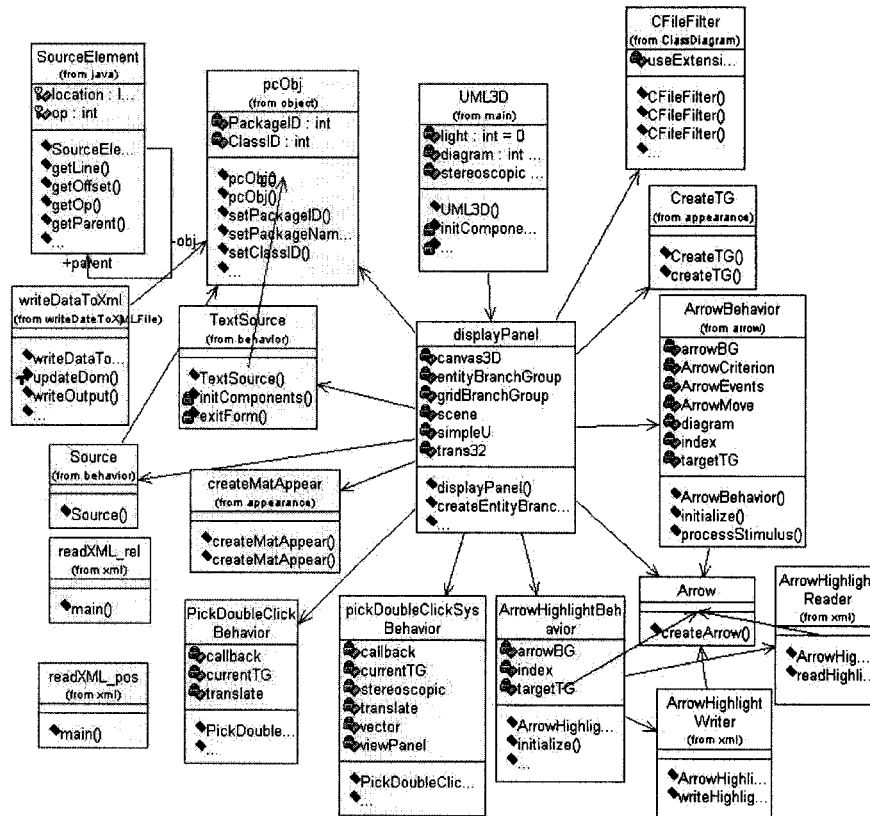 SourceElement
(from java)
location : l...
op : int
SourceEle...
getLine()
getOffset()
getOp()
getParent()
...
+parent
-obj
pcObj
(from object)
PackageID : int
ClassID : int
pcObj()
pcObj()
setPackageID()
setPackageNam...
setClassID()
...
UML3D
(from main)
light : int = 0
diagram : int ...
stereoscopic ...
UML3D()
initCompone...
...
CFileFilter
(from ClassDiagram)
useExtensi...
CFileFilter()
CFileFilter()
CFileFilter()
...
CreateTG
(from appearance)
CreateTG()
createTG()
writeDataToXml
(from writeDateToXMLFile)
writeDataTo...
updateDom()
writeOutput()
...
TextSource
(from behavior)
TextSource()
initComponents()
exitForm()
displayPanel
canvas3D
entityBranchGroup
gridBranchGroup
scene
simpleU
trans32
displayPanel()
createEntityBranc...
...
ArrowBehavior
(from arrow)
arrowBG
ArrowCriterion
ArrowEvents
ArrowMove
diagram
index
targetTG
ArrowBehavior()
initialize()
processStimulus()
Source
(from behavior)
Source()
createMatAppear
(from appearance)
createMatAppear()
createMatAppear()
readXML_rel
(from xml)
main()
readXML_pos
(from xml)
main()
PickDoubleClick
Behavior
callback
currentTG
translate
PickDouble...
...
pickDoubleClickSys
Behavior
callback
currentTG
stereoscopic
translate
vector
viewPanel
PickDoubleClic...
...
ArrowHighlightBe
havior
arrowBG
index
targetTG
ArrowHighlig...
initialize()
...
Arrow
createArrow()
ArrowHighlight
Reader
(from xml)
ArrowHig...
readHighli...
ArrowHighlight
Writer
(from xml)
ArrowHighli...
writeHighlig...